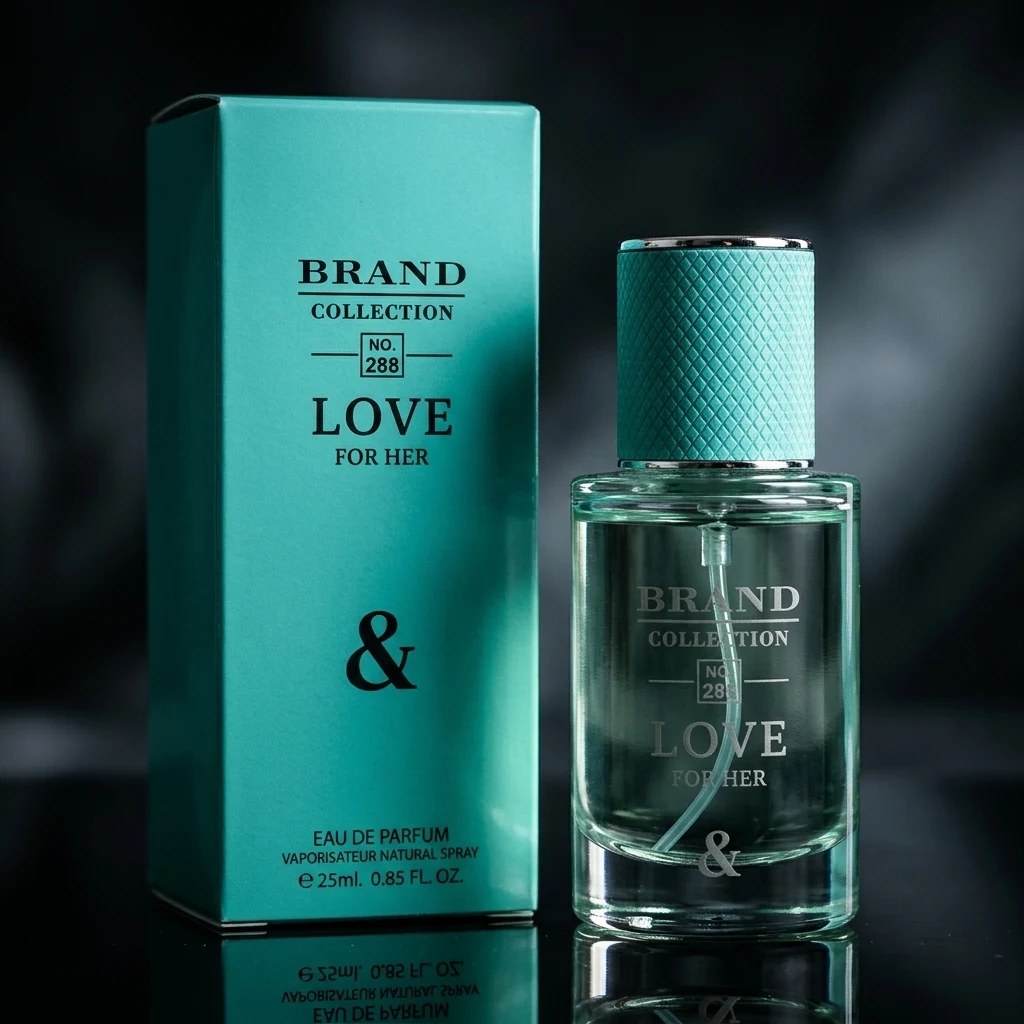 BRAND
COLLECTION
NO.
288
LOVE
FOR HER
&
EAU DE PARFUM
VAPORISATEUR NATURAL SPRAY
℮ 25ml. 0.85 FL. OZ.
BRAND
COLLECTION
NO.
288
LOVE
FOR HER
&